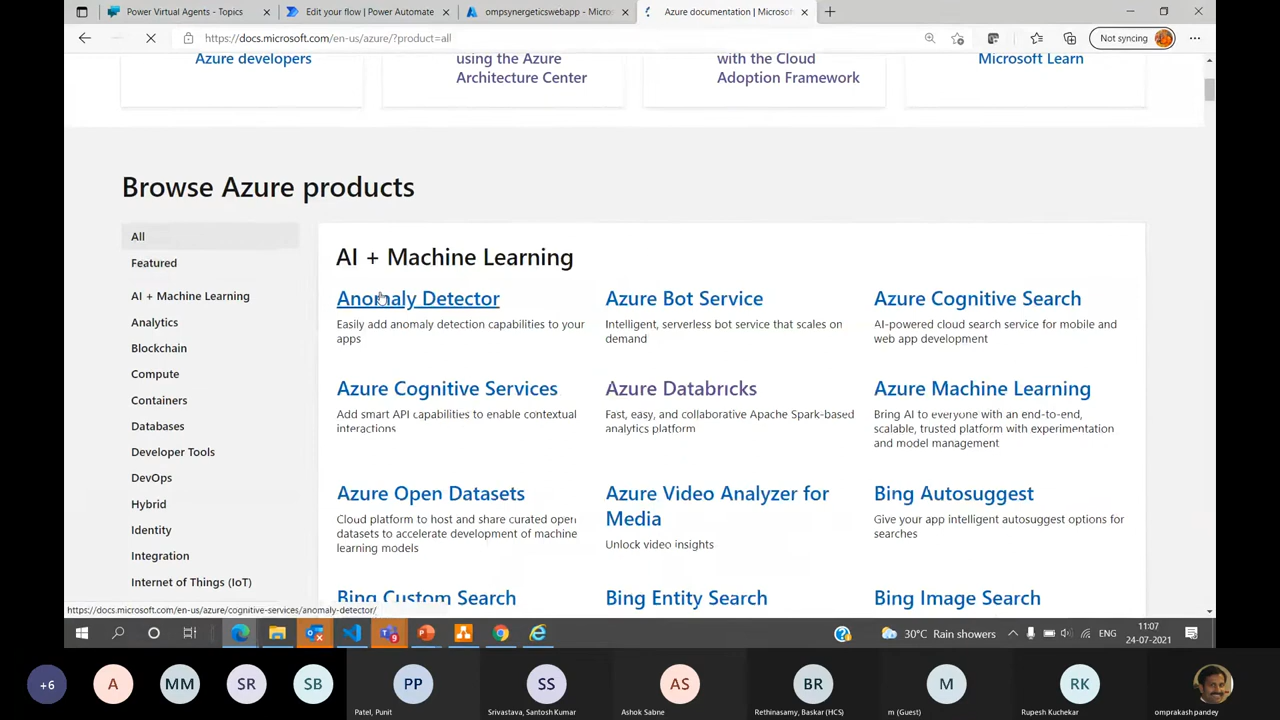 Power Virtual Agents - Topics
Edit your flow | Power Automate
ompsynergeticswebapp - Micros
Azure documentation | Microsof
https://docs.microsoft.com/en-us/azure/?product=all
Not syncing
Azure developers
using the Azure
Architecture Center
with the Cloud
Adoption Framework
Microsoft Learn
Browse Azure products
All
Featured
AI + Machine Learning
Analytics
Blockchain
Compute
Containers
Databases
Developer Tools
DevOps
Hybrid
Identity
Integration
Internet of Things (IoT)
AI + Machine Learning
Anomaly Detector
Easily add anomaly detection capabilities to your
apps
Azure Bot Service
Intelligent, serverless bot service that scales on
demand
Azure Cognitive Search
AI-powered cloud search service for mobile and
web app development
Azure Cognitive Services
Add smart API capabilities to enable contextual
interactions
Azure Databricks
Fast, easy, and collaborative Apache Spark-based
analytics platform
Azure Machine Learning
Bring AI to everyone with an end-to-end,
scalable, trusted platform with experimentation
and model management
Azure Open Datasets
Cloud platform to host and share curated open
datasets to accelerate development of machine
learning models
Azure Video Analyzer for
Media
Unlock video insights
Bing Autosuggest
Give your app intelligent autosuggest options for
searches
Bing Custom Search
Bing Entity Search
Bing Image Search
https://docs.microsoft.com/en-us/azure/cognitive-services/anomaly-detector/
30°C Rain showers
ENG
11:07
24-07-2021
+6
A
MM
SR
SB
PP
Patel, Punit
SS
Srivastava, Santosh Kumar
AS
Ashok Sabne
BR
Rethinasamy, Baskar (HCS)
M
m (Guest)
RK
Rupesh Kuchekar
omprakash pandey